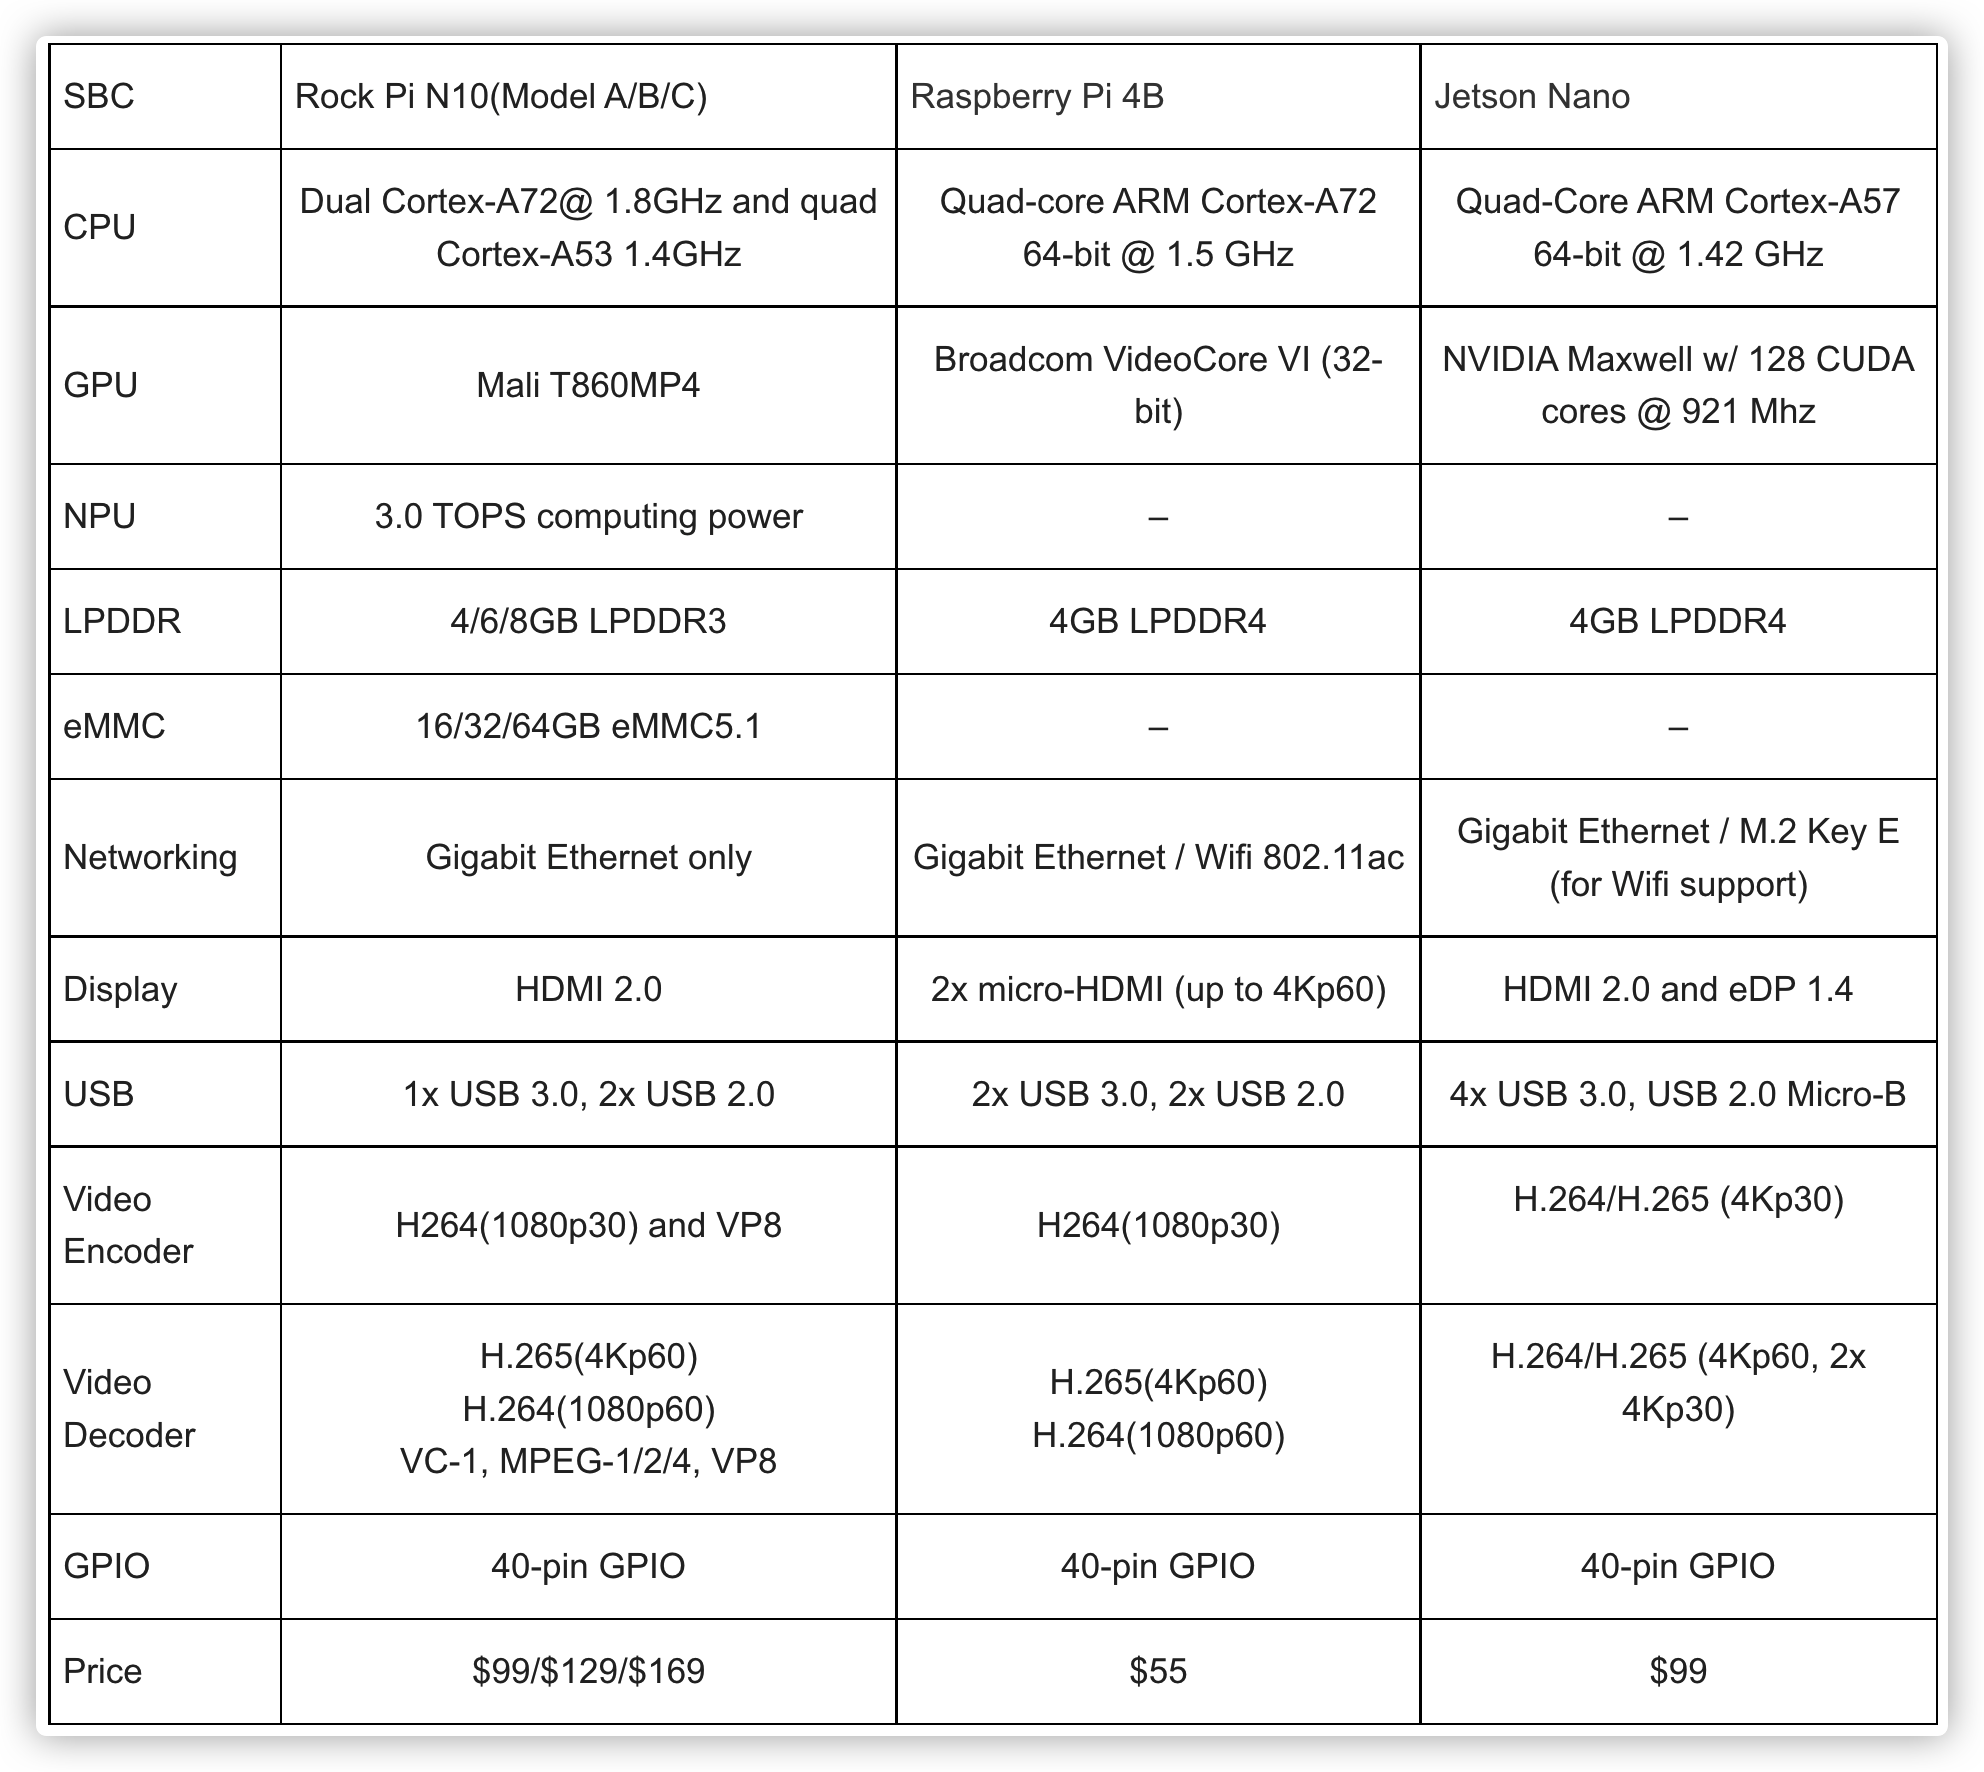 SBC
Rock Pi N10(Model A/B/C)
Raspberry Pi 4B
Jetson Nano
CPU
Dual Cortex-A72@ 1.8GHz and quad
Cortex-A53 1.4GHz
Quad-core ARM Cortex-A72
64-bit @ 1.5 GHz
Quad-Core ARM Cortex-A57
64-bit @ 1.42 GHz
GPU
Mali T860MP4
Broadcom VideoCore VI (32-
bit)
NVIDIA Maxwell w/ 128 CUDA
cores @ 921 Mhz
NPU
3.0 TOPS computing power
–
–
LPDDR
4/6/8GB LPDDR3
4GB LPDDR4
4GB LPDDR4
eMMC
16/32/64GB eMMC5.1
–
–
Networking
Gigabit Ethernet only
Gigabit Ethernet / Wifi 802.11ac
Gigabit Ethernet / M.2 Key E
(for Wifi support)
Display
HDMI 2.0
2x micro-HDMI (up to 4Kp60)
HDMI 2.0 and eDP 1.4
USB
1x USB 3.0, 2x USB 2.0
2x USB 3.0, 2x USB 2.0
4x USB 3.0, USB 2.0 Micro-B
Video
Encoder
H264(1080p30) and VP8
H264(1080p30)
H.264/H.265 (4Kp30)
Video
Decoder
H.265(4Kp60)
H.264(1080p60)
VC-1, MPEG-1/2/4, VP8
H.265(4Kp60)
H.264(1080p60)
H.264/H.265 (4Kp60, 2x
4Kp30)
GPIO
40-pin GPIO
40-pin GPIO
40-pin GPIO
Price
$99/$129/$169
$55
$99